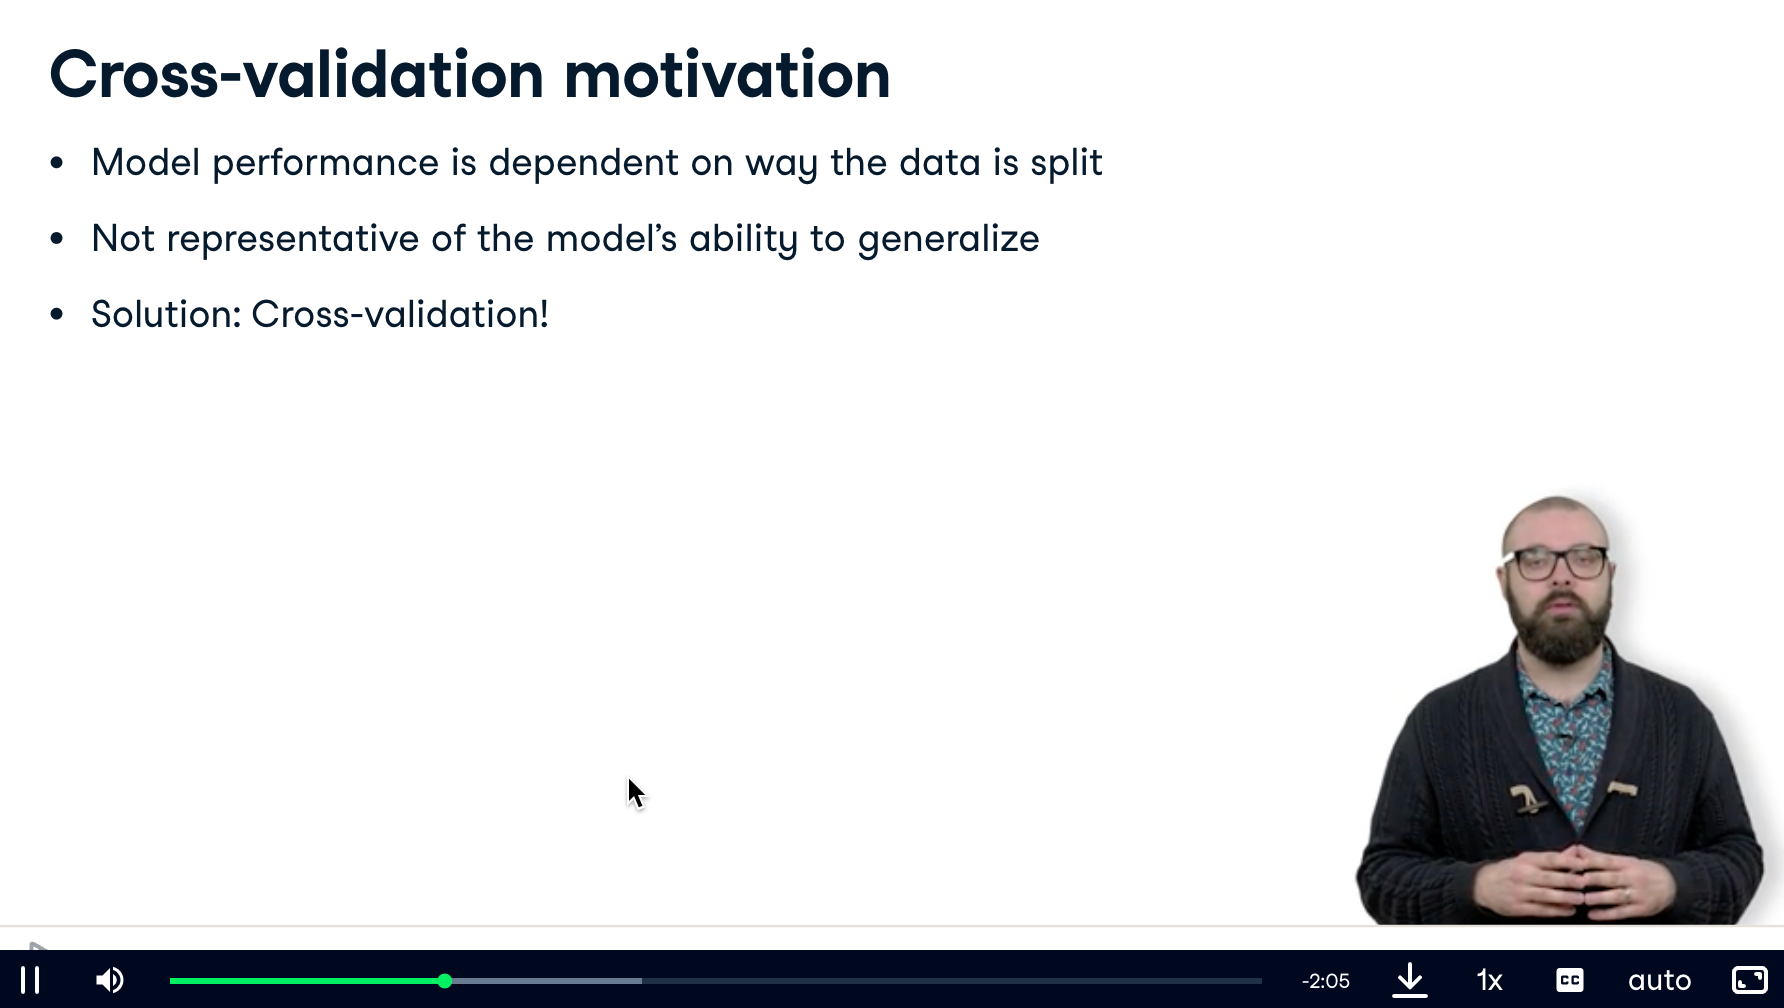 Cross-validation motivation
• Model performance is dependent on way the data is split
• Not representative of the model’s ability to generalize
• Solution: Cross-validation!
-2:05 1x CC auto